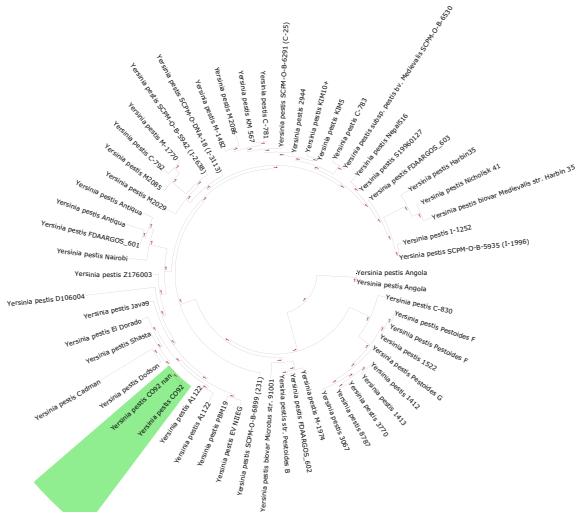 Yersinia pestis SCPM-O-B-6291 (C-25)
Yersinia pestis 2944
Yersinia pestis KIM10+
Yersinia pestis KIM5
Yersinia pestis C-783
Yersinia pestis subsp. pestis bv. Medievalis SCPM-O-B-6530
Yersinia pestis Nepal516
Yersinia pestis S19960127
Yersinia pestis FDAARGOS_603
Yersinia pestis Harbin35
Yersinia pestis Nicholisk 41
Yersinia pestis biovar Medievalis str. Harbin 35
Yersinia pestis I-1252
Yersinia pestis SCPM-O-B-5935 (I-1996)
Yersinia pestis Angola
Yersinia pestis Angola
Yersinia pestis C-830
Yersinia pestis Pestoides F
Yersinia pestis Pestoides F
Yersinia pestis 1522
Yersinia pestis Pestoides G
Yersinia pestis 1412
Yersinia pestis 1413
Yersinia pestis 3770
Yersinia pestis 8787
Yersinia pestis 3067
Yersinia pestis M-1974
Yersinia pestis FDAARGOS_602
Yersinia pestis str. Pestoides B
Yersinia pestis biovar Microtus str. 91001
Yersinia pestis SCPM-O-B-6899 (231)
Yersinia pestis EV NIIEG
Yersinia pestis PBM19
Yersinia pestis A1122
Yersinia pestis A1122
Yersinia pestis CO92
Yersinia pestis CO92 nan
Yersinia pestis Dodson
Yersinia pestis Cadman
Yersinia pestis Shasta
Yersinia pestis El Dorado
Yersinia pestis Java9
Yersinia pestis D106004
Yersinia pestis Z176003
Yersinia pestis Nairobi
Yersinia pestis FDAARGOS_601
Yersinia pestis Antiqua
Yersinia pestis Antiqua
Yersinia pestis M2029
Yersinia pestis M2085
Yersinia pestis C-792
Yersinia pestis M-1770
Yersinia pestis SCPM-O-B-5942 (I-2638)
Yersinia pestis SCPM-O-DNA-18 (I-3113)
Yersinia pestis M-1482
Yersinia pestis M2086
Yersinia pestis KM 567
Yersinia pestis C-781